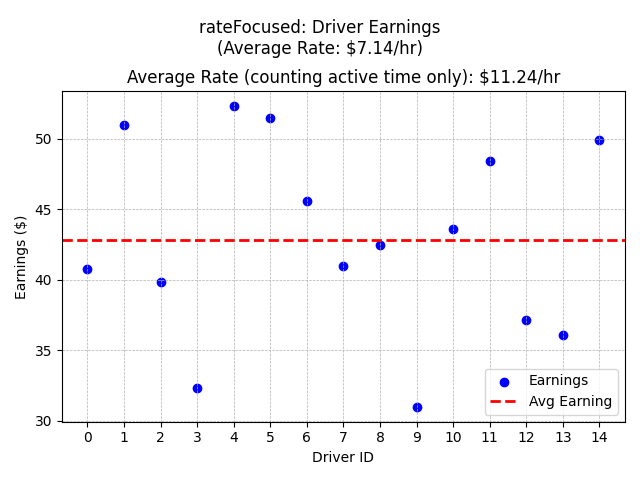 rateFocused: Driver Earnings
(Average Rate: $7.14/hr)
Average Rate (counting active time only): $11.24/hr
Earnings ($)
50
45
40
35
30
Earnings
Avg Earning
0 1 2 3 4 5 6 7 8 9 10 11 12 13 14
Driver ID